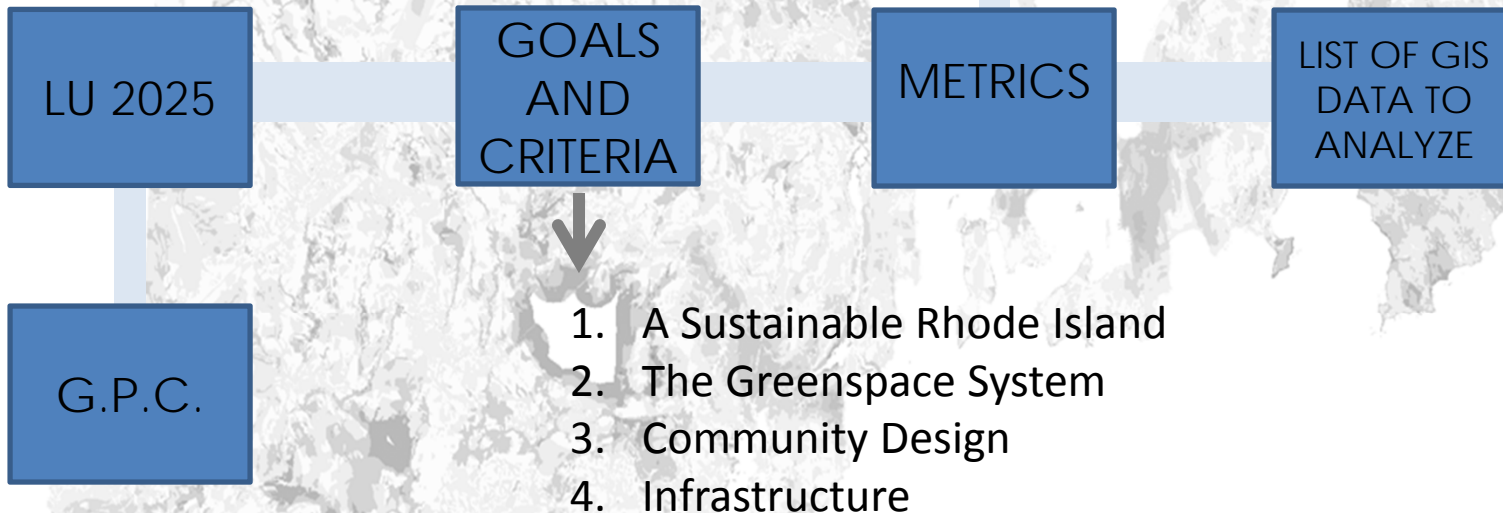 LU 2025
GOALS
AND
CRITERIA
METRICS
LIST OF GIS
DATA TO
ANALYZE
G.P.C.
1. A Sustainable Rhode Island
2. The Greenspace System
3. Community Design
4. Infrastructure